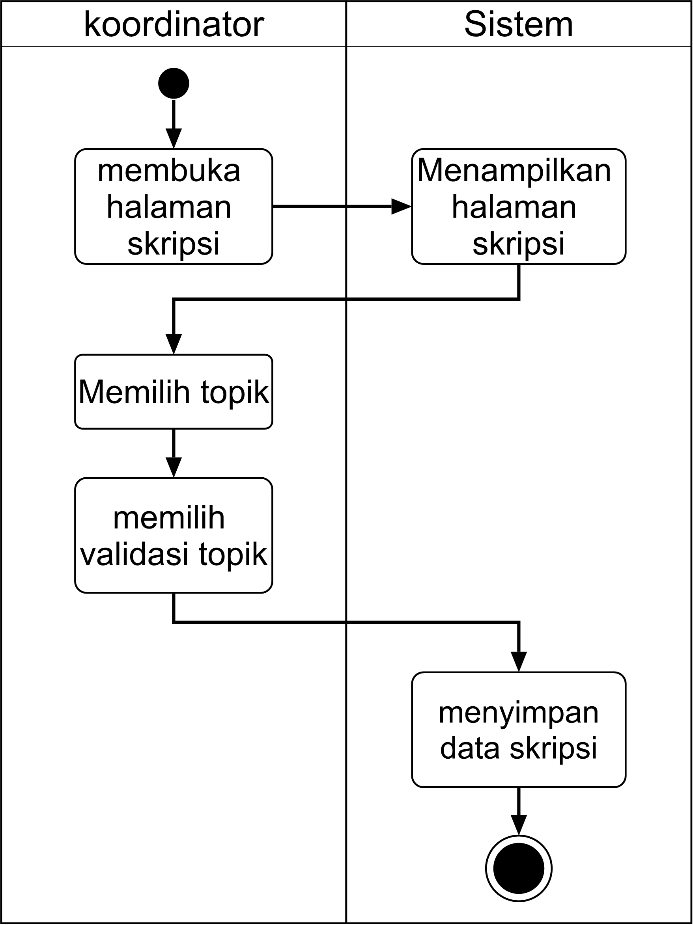 koordinator
Sistem
membuka
halaman
skripsi
Menampilkan
halaman
skripsi
Memilih topik
memilih
validasi topik
menyimpan
data skripsi